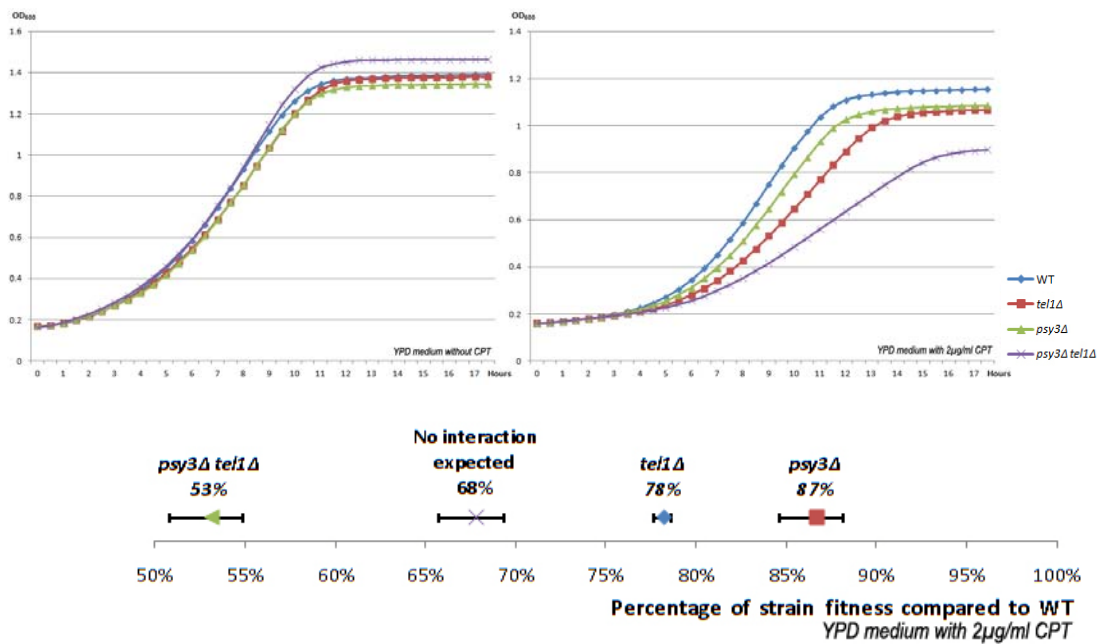 OD₆₀₀
1.6
1.4
1.2
1
0.8
0.6
0.4
0.2
0
0 1 2 3 4 5 6 7 8 9 10 11 12 13 14 15 16 17 Hours
YPD medium without CPT
OD₆₀₀
1.4
1.2
1
0.8
0.6
0.4
0.2
0
0 1 2 3 4 5 6 7 8 9 10 11 12 13 14 15 16 17 Hours
YPD medium with 2µg/ml CPT
WT
tel1Δ
psy3Δ
psy3Δ tel1Δ
psy3Δ tel1Δ
53%
No interaction
expected
68%
tel1Δ
78%
psy3Δ
87%
50% 55% 60% 65% 70% 75% 80% 85% 90% 95% 100%
Percentage of strain fitness compared to WT
YPD medium with 2µg/ml CPT